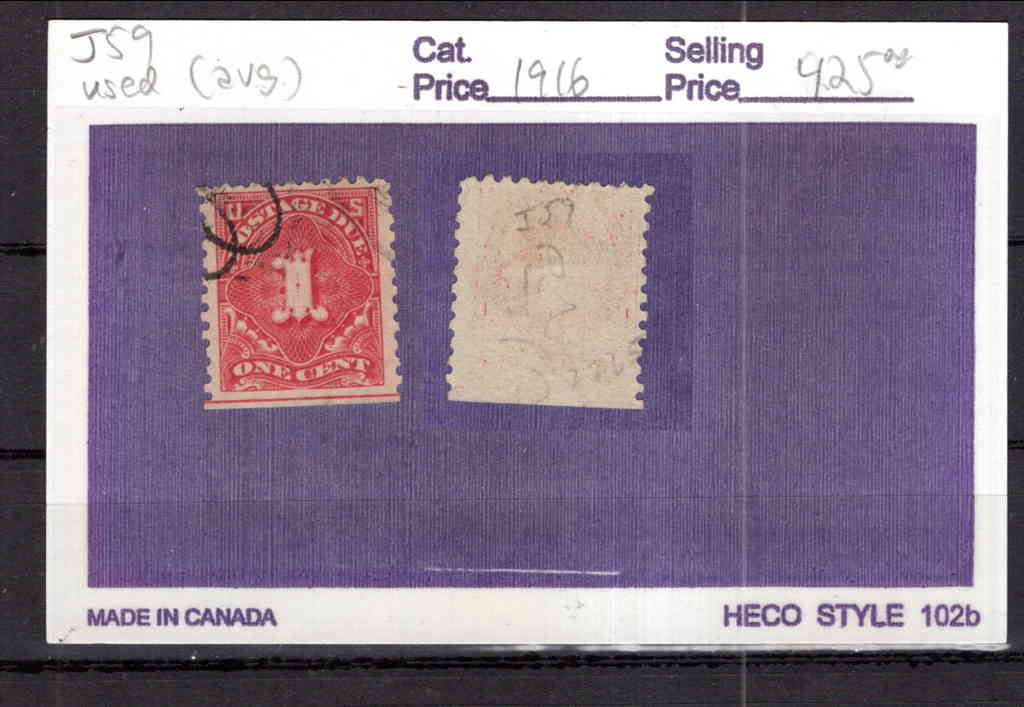 J59
used (avg.)
Cat. Price 1916
Selling Price 425.00
U S
POSTAGE DUE
1
ONE CENT
J59
MADE IN CANADA
HECO STYLE 102b